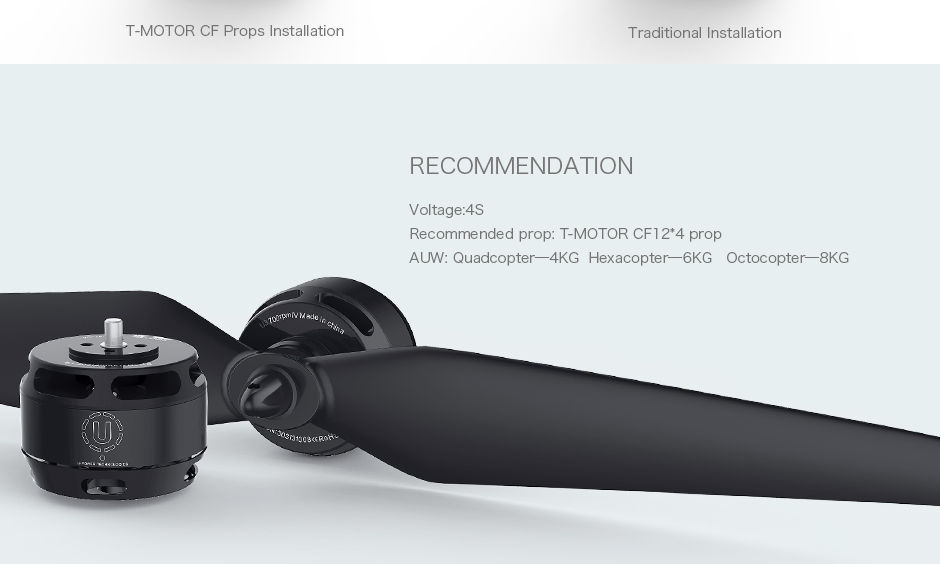 T-MOTOR CF Props Installation
Traditional Installation
RECOMMENDATION
Voltage:4S
Recommended prop: T-MOTOR CF12*4 prop
AUW: Quadcopter—4KG Hexacopter—6KG Octocopter—8KG
700rpm/V Made in china
U